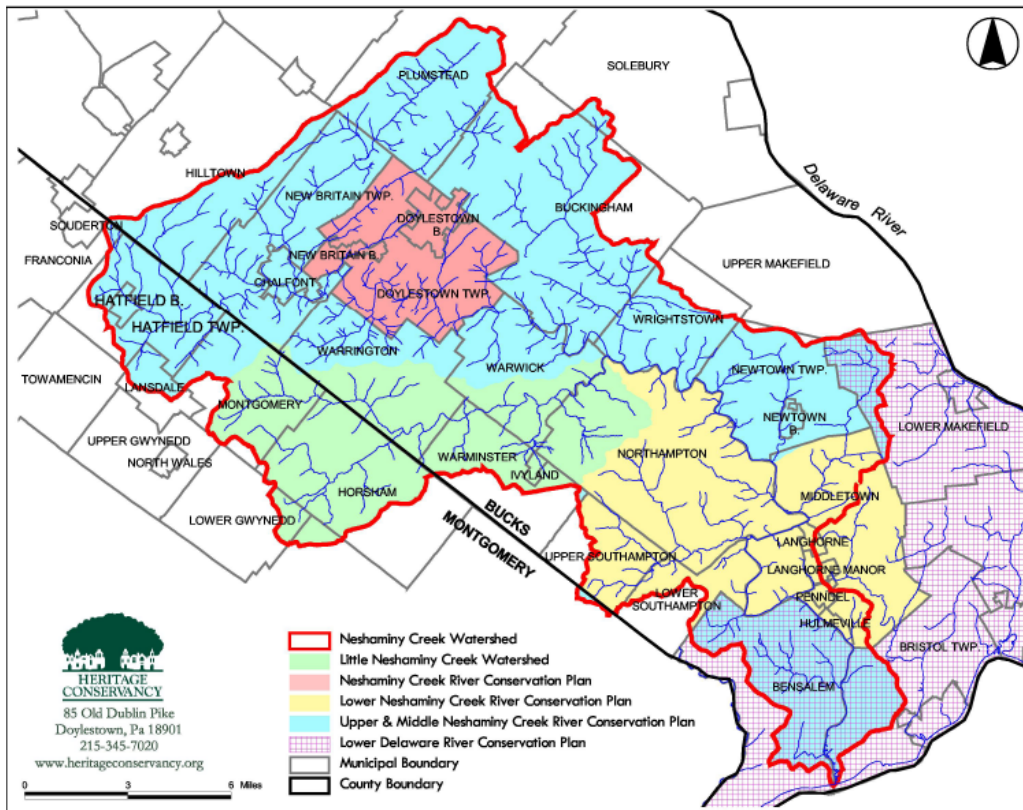 PLUMSTEAD
SOLEBURY
Delaware River
HILLTOWN
NEW BRITAIN TWP.
DOYLESTOWN
B.
BUCKINGHAM
SOUDERTON
FRANCONIA
NEW BRITAIN B.
CHALFONT
UPPER MAKEFIELD
HATFIELD B.
DOYLESTOWN TWP.
HATFIELD TWP.
WRIGHTSTOWN
WARRINGTON
WARWICK
NEWTOWN TWP.
TOWAMENCIN
LANSDALE
MONTGOMERY
NEWTOWN
B.
LOWER MAKEFIELD
UPPER GWYNEDD
NORTH WALES
WARMINSTER
NORTHAMPTON
IVYLAND
HORSHAM
MIDDLETOWN
LOWER GWYNEDD
BUCKS
MONTGOMERY
LANGHORNE
UPPER SOUTHAMPTON
LANGHORNE MANOR
LOWER
SOUTHAMPTON
PENNDEL
HULMEVILLE
BRISTOL TWP.
BENSALEM
HERITAGE
CONSERVANCY
85 Old Dublin Pike
Doylestown, Pa 18901
215-345-7020
www.heritageconservancy.org
0 3 6 Miles
Neshaminy Creek Watershed
Little Neshaminy Creek Watershed
Neshaminy Creek River Conservation Plan
Lower Neshaminy Creek River Conservation Plan
Upper & Middle Neshaminy Creek River Conservation Plan
Lower Delaware River Conservation Plan
Municipal Boundary
County Boundary